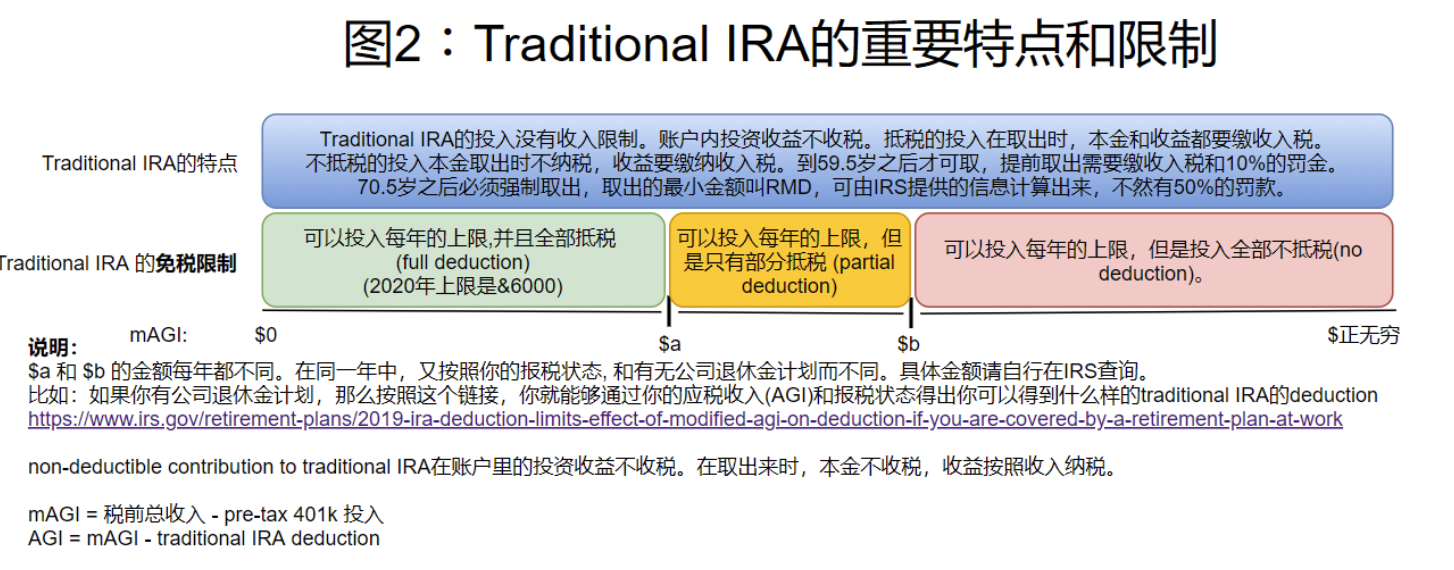 图2：Traditional IRA的重要特点和限制
Traditional IRA的特点
Traditional IRA的投入没有收入限制。账户内投资收益不收税。抵税的投入在取出时，本金和收益都要缴收入税。
不抵税的投入本金取出时不纳税，收益要缴纳收入税。到59.5岁之后才可取，提前取出需要缴收入税和10%的罚金。
70.5岁之后必须强制取出，取出的最小金额叫RMD，可由IRS提供的信息计算出来，不然有50%的罚款。
Traditional IRA 的免税限制
可以投入每年的上限,并且全部抵税
(full deduction)
(2020年上限是&6000)
可以投入每年的上限，但
是只有部分抵税 (partial
deduction)
可以投入每年的上限，但是投入全部不抵税(no
deduction)。
mAGI:
$0
$a
$b
$正无穷
说明：
$a 和 $b 的金额每年都不同。在同一年中，又按照你的报税状态, 和有无公司退休金计划而不同。具体金额请自行在IRS查询。
比如：如果你有公司退休金计划，那么按照这个链接，你就能够通过你的应税收入(AGI)和报税状态得出你可以得到什么样的traditional IRA的deduction
https://www.irs.gov/retirement-plans/2019-ira-deduction-limits-effect-of-modified-agi-on-deduction-if-you-are-covered-by-a-retirement-plan-at-work
non-deductible contribution to traditional IRA在账户里的投资收益不收税。在取出来时，本金不收税，收益按照收入纳税。
mAGI = 税前总收入 - pre-tax 401k 投入
AGI = mAGI - traditional IRA deduction